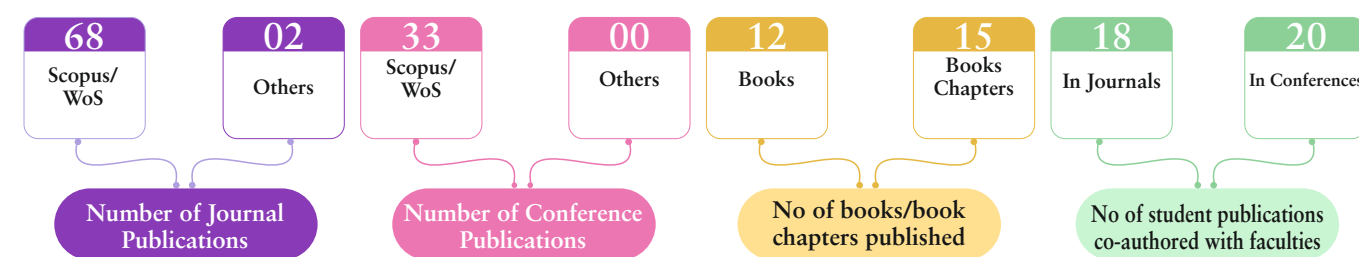 68
Scopus/
WoS
02
Others
Number of Journal
Publications
33
Scopus/
WoS
00
Others
Number of Conference
Publications
12
Books
15
Books
Chapters
No of books/book
chapters published
18
In Journals
20
In Conferences
No of student publications
co-authored with faculties